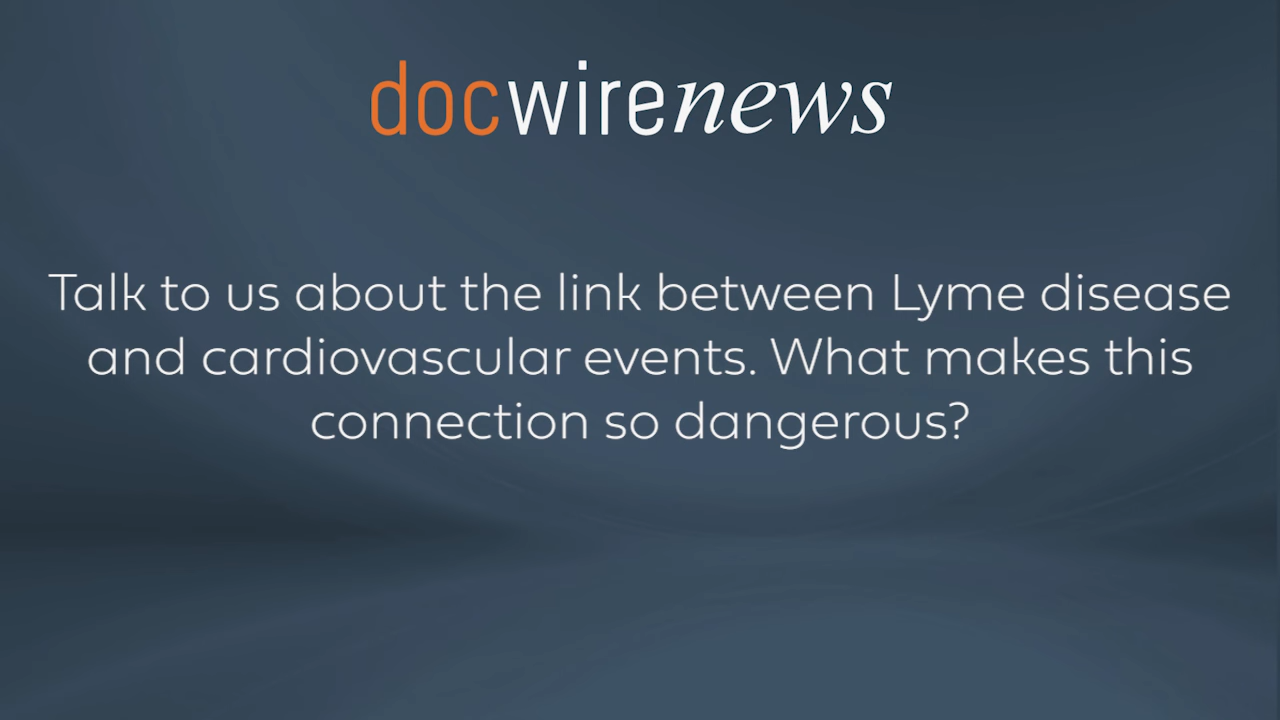 docwirenews
Talk to us about the link between Lyme disease
and cardiovascular events. What makes this
connection so dangerous?